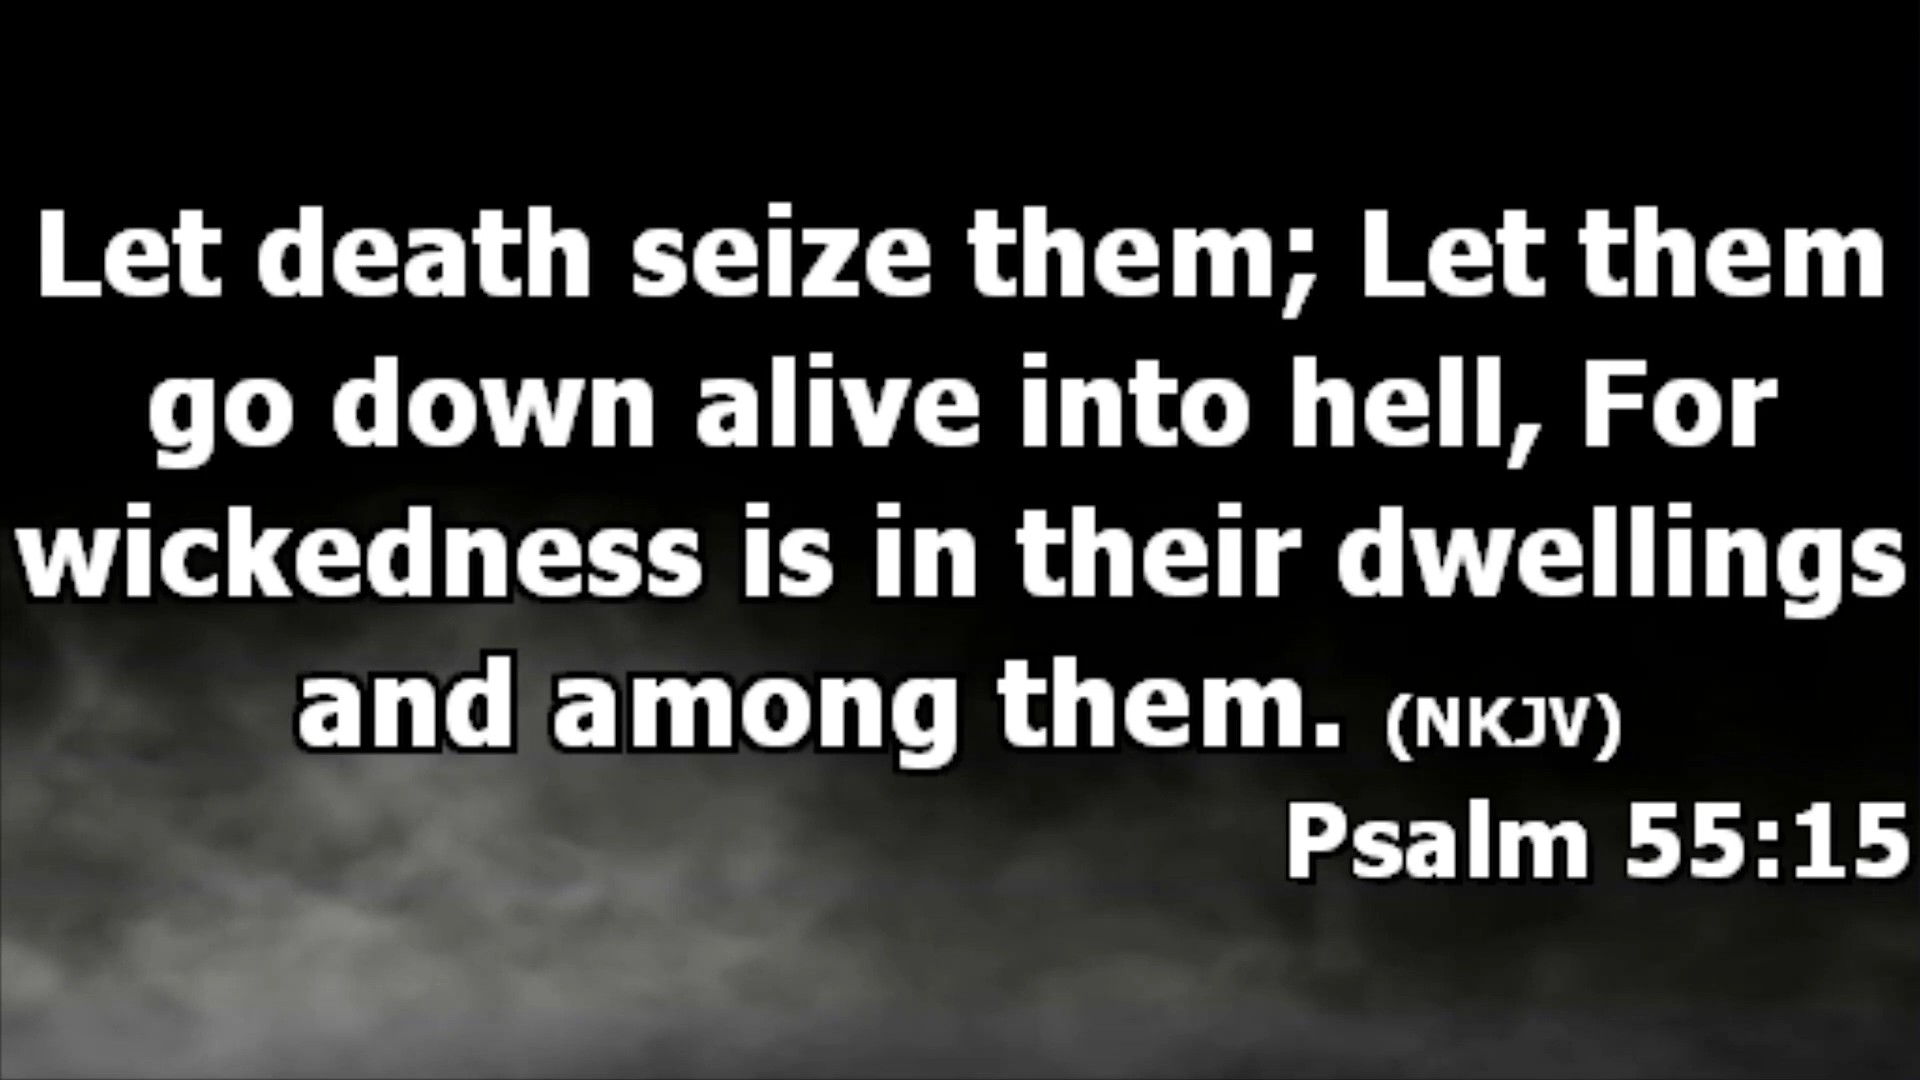 Let death seize them; Let them
go down alive into hell, For
wickedness is in their dwellings
and among them. (NKJV)
Psalm 55:15